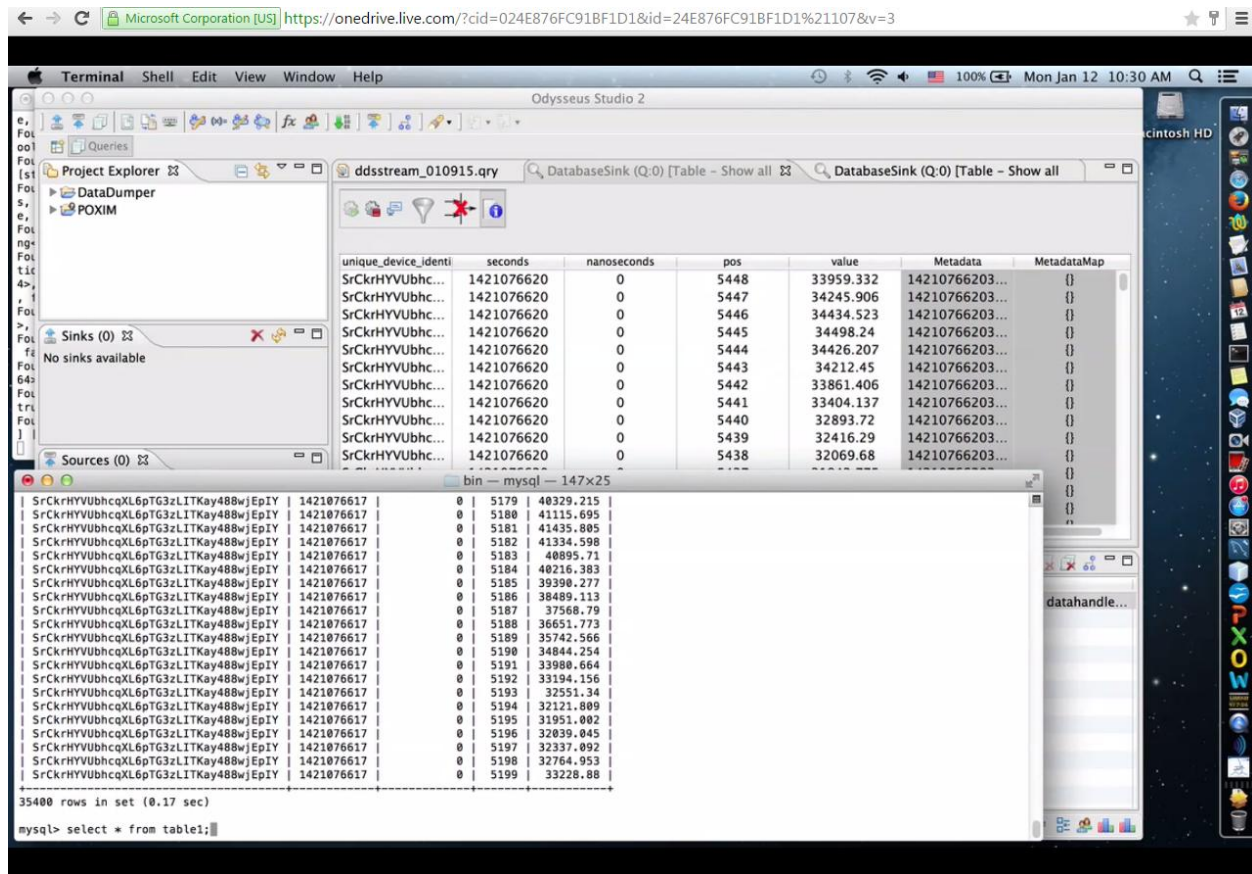 Microsoft Corporation [US] https://onedrive.live.com/?cid=024E876FC91BF1D1&id=24E876FC91BF1D1%21107&v=3
Terminal Shell Edit View Window Help 100% Mon Jan 12 10:30 AM
Odysseus Studio 2
Queries
Project Explorer
DataDumper
POXIM
Sinks (0)
No sinks available
Sources (0)
ddsstream_010915.qry DatabaseSink (Q:0) [Table - Show all DatabaseSink (Q:0) [Table - Show all
unique_device_identi seconds nanoseconds pos value Metadata MetadataMap
SrCkrHYVUbhc... 1421076620 0 5448 33959.332 14210766203... {}
SrCkrHYVUbhc... 1421076620 0 5447 34245.906 14210766203... {}
SrCkrHYVUbhc... 1421076620 0 5446 34434.523 14210766203... {}
SrCkrHYVUbhc... 1421076620 0 5445 34498.24 14210766203... {}
SrCkrHYVUbhc... 1421076620 0 5444 34426.207 14210766203... {}
SrCkrHYVUbhc... 1421076620 0 5443 34212.45 14210766203... {}
SrCkrHYVUbhc... 1421076620 0 5442 33861.406 14210766203... {}
SrCkrHYVUbhc... 1421076620 0 5441 33404.137 14210766203... {}
SrCkrHYVUbhc... 1421076620 0 5440 32893.72 14210766203... {}
SrCkrHYVUbhc... 1421076620 0 5439 32416.29 14210766203... {}
SrCkrHYVUbhc... 1421076620 0 5438 32069.68 14210766203... {}
datahandle...
bin — mysql — 147×25
| SrCkrHYVUbhcqXL6pTG3zLITKay488wjEpIY | 1421076617 | 0 | 5179 | 40329.215 |
| SrCkrHYVUbhcqXL6pTG3zLITKay488wjEpIY | 1421076617 | 0 | 5180 | 41115.695 |
| SrCkrHYVUbhcqXL6pTG3zLITKay488wjEpIY | 1421076617 | 0 | 5181 | 41435.805 |
| SrCkrHYVUbhcqXL6pTG3zLITKay488wjEpIY | 1421076617 | 0 | 5182 | 41334.598 |
| SrCkrHYVUbhcqXL6pTG3zLITKay488wjEpIY | 1421076617 | 0 | 5183 | 40895.71 |
| SrCkrHYVUbhcqXL6pTG3zLITKay488wjEpIY | 1421076617 | 0 | 5184 | 40216.383 |
| SrCkrHYVUbhcqXL6pTG3zLITKay488wjEpIY | 1421076617 | 0 | 5185 | 39390.277 |
| SrCkrHYVUbhcqXL6pTG3zLITKay488wjEpIY | 1421076617 | 0 | 5186 | 38489.113 |
| SrCkrHYVUbhcqXL6pTG3zLITKay488wjEpIY | 1421076617 | 0 | 5187 | 37568.79 |
| SrCkrHYVUbhcqXL6pTG3zLITKay488wjEpIY | 1421076617 | 0 | 5188 | 36651.773 |
| SrCkrHYVUbhcqXL6pTG3zLITKay488wjEpIY | 1421076617 | 0 | 5189 | 35742.566 |
| SrCkrHYVUbhcqXL6pTG3zLITKay488wjEpIY | 1421076617 | 0 | 5190 | 34844.254 |
| SrCkrHYVUbhcqXL6pTG3zLITKay488wjEpIY | 1421076617 | 0 | 5191 | 33980.664 |
| SrCkrHYVUbhcqXL6pTG3zLITKay488wjEpIY | 1421076617 | 0 | 5192 | 33194.156 |
| SrCkrHYVUbhcqXL6pTG3zLITKay488wjEpIY | 1421076617 | 0 | 5193 | 32551.34 |
| SrCkrHYVUbhcqXL6pTG3zLITKay488wjEpIY | 1421076617 | 0 | 5194 | 32121.809 |
| SrCkrHYVUbhcqXL6pTG3zLITKay488wjEpIY | 1421076617 | 0 | 5195 | 31951.002 |
| SrCkrHYVUbhcqXL6pTG3zLITKay488wjEpIY | 1421076617 | 0 | 5196 | 32039.045 |
| SrCkrHYVUbhcqXL6pTG3zLITKay488wjEpIY | 1421076617 | 0 | 5197 | 32337.092 |
| SrCkrHYVUbhcqXL6pTG3zLITKay488wjEpIY | 1421076617 | 0 | 5198 | 32764.953 |
| SrCkrHYVUbhcqXL6pTG3zLITKay488wjEpIY | 1421076617 | 0 | 5199 | 33228.88 |
35400 rows in set (0.17 sec)
mysql> select * from table1;